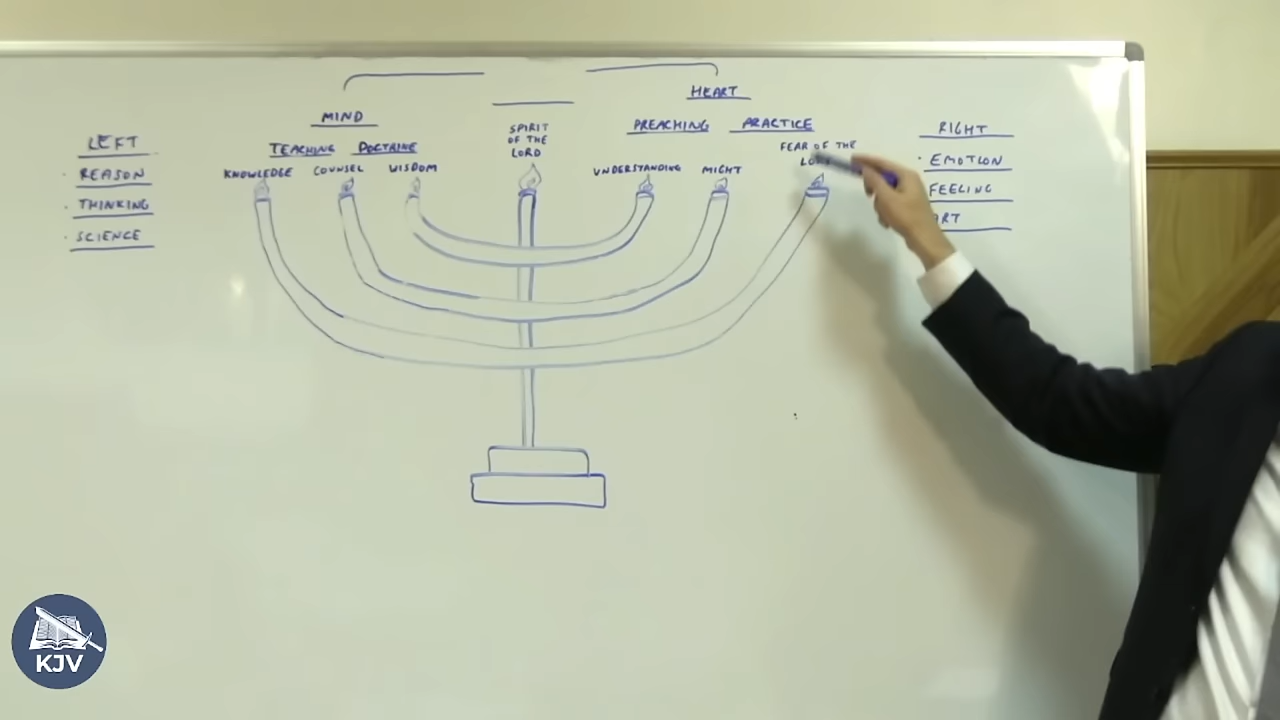 LEFT
REASON
THINKING
SCIENCE
MIND
TEACHING DOCTRINE
KNOWLEDGE COUNSEL WISDOM
SPIRIT
OF THE
LORD
HEART
PREACHING PRACTICE
UNDERSTANDING MIGHT
FEAR OF THE
RIGHT
EMOTION
FEELING
KJV